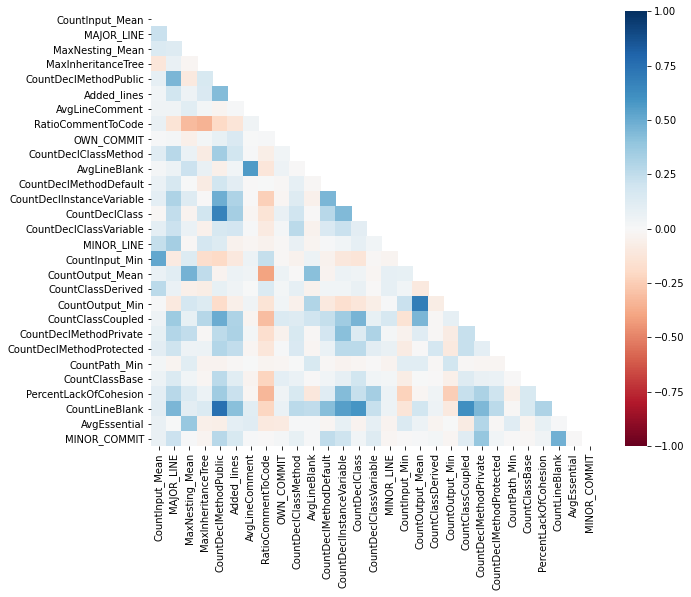 CountInput_Mean
MAJOR_LINE
MaxNesting_Mean
MaxInheritanceTree
CountDeclMethodPublic
Added_lines
AvgLineComment
RatioCommentToCode
OWN_COMMIT
CountDeclClassMethod
AvgLineBlank
CountDeclMethodDefault
CountDeclInstanceVariable
CountDeclClass
CountDeclClassVariable
MINOR_LINE
CountInput_Min
CountOutput_Mean
CountClassDerived
CountOutput_Min
CountClassCoupled
CountDeclMethodPrivate
CountDeclMethodProtected
CountPath_Min
CountClassBase
PercentLackOfCohesion
CountLineBlank
AvgEssential
MINOR_COMMIT
CountInput_Mean
MAJOR_LINE
MaxNesting_Mean
MaxInheritanceTree
CountDeclMethodPublic
Added_lines
AvgLineComment
RatioCommentToCode
OWN_COMMIT
CountDeclClassMethod
AvgLineBlank
CountDeclMethodDefault
CountDeclInstanceVariable
CountDeclClass
CountDeclClassVariable
MINOR_LINE
CountInput_Min
CountOutput_Mean
CountClassDerived
CountOutput_Min
CountClassCoupled
CountDeclMethodPrivate
CountDeclMethodProtected
CountPath_Min
CountClassBase
PercentLackOfCohesion
CountLineBlank
AvgEssential
MINOR_COMMIT
1.00
0.75
0.50
0.25
0.00
−0.25
−0.50
−0.75
−1.00